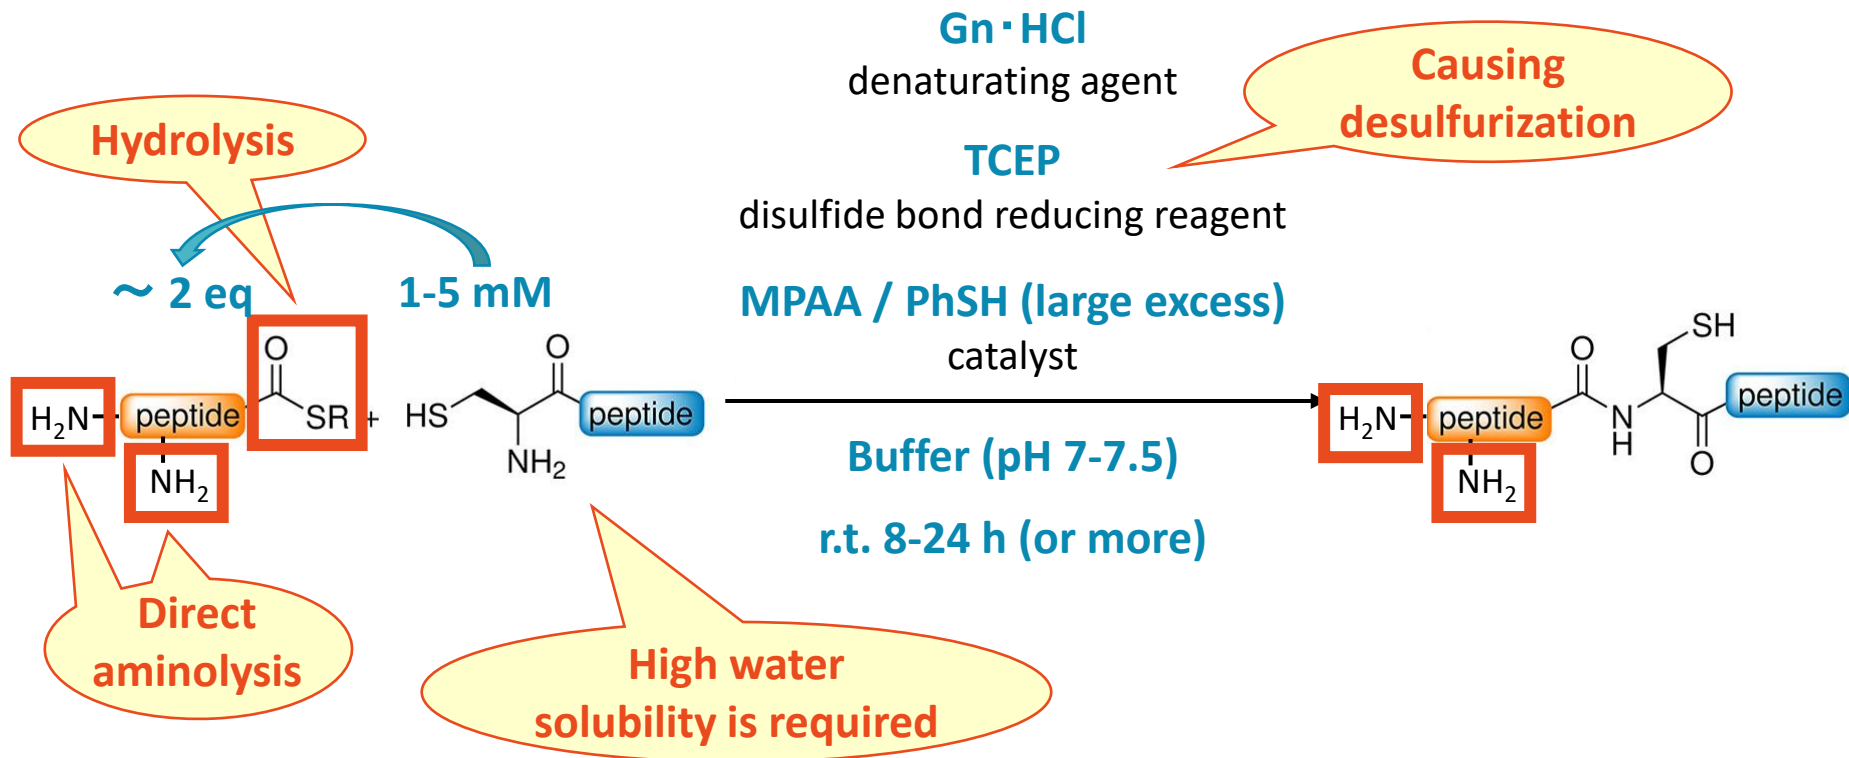 Gn・HCl
denaturating agent
Causing
desulfurization
Hydrolysis
TCEP
disulfide bond reducing reagent
～ 2 eq
1-5 mM
MPAA / PhSH (large excess)
catalyst
O
SR
H₂N
peptide
NH₂
+
HS
O
NH₂
peptide
Buffer (pH 7-7.5)
r.t. 8-24 h (or more)
H₂N
peptide
NH₂
O
N
H
SH
O
peptide
Direct
aminolysis
High water
solubility is required